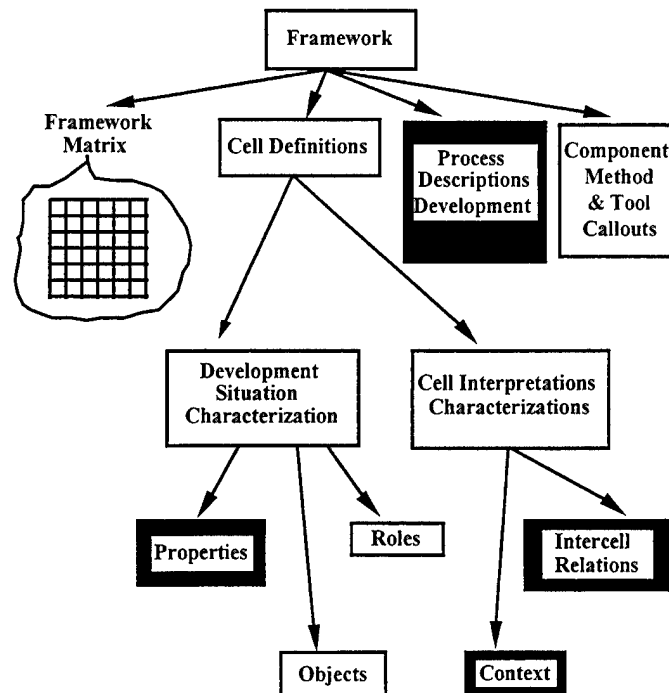 Framework
Framework
Matrix
Cell Definitions
Process
Descriptions
Development
Component
Method
& Tool
Callouts
Development
Situation
Characterization
Cell Interpretations
Characterizations
Properties
Roles
Intercell
Relations
Objects
Context